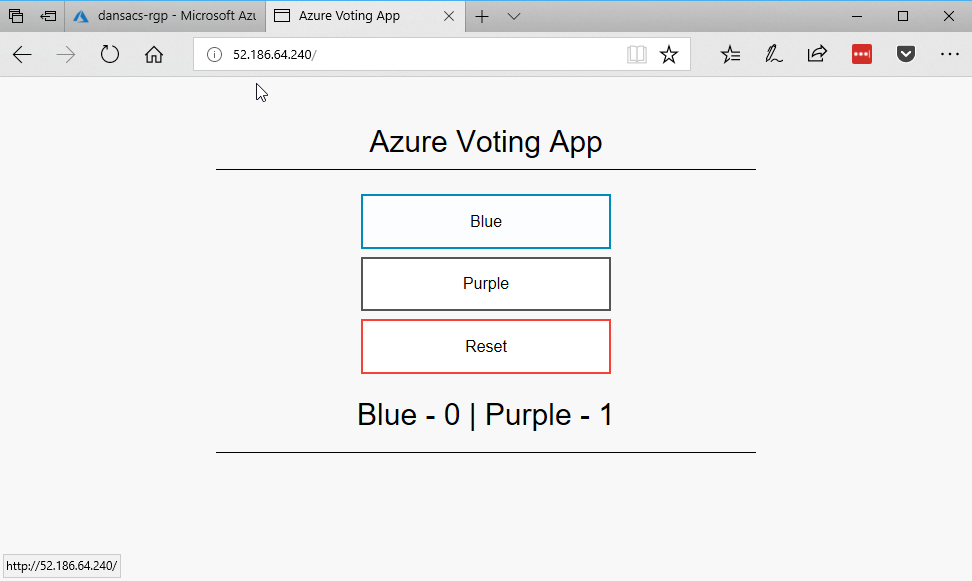 dansacs-rgp - Microsoft Azu
Azure Voting App
52.186.64.240/
Azure Voting App
Blue
Purple
Reset
Blue - 0 | Purple - 1
http://52.186.64.240/